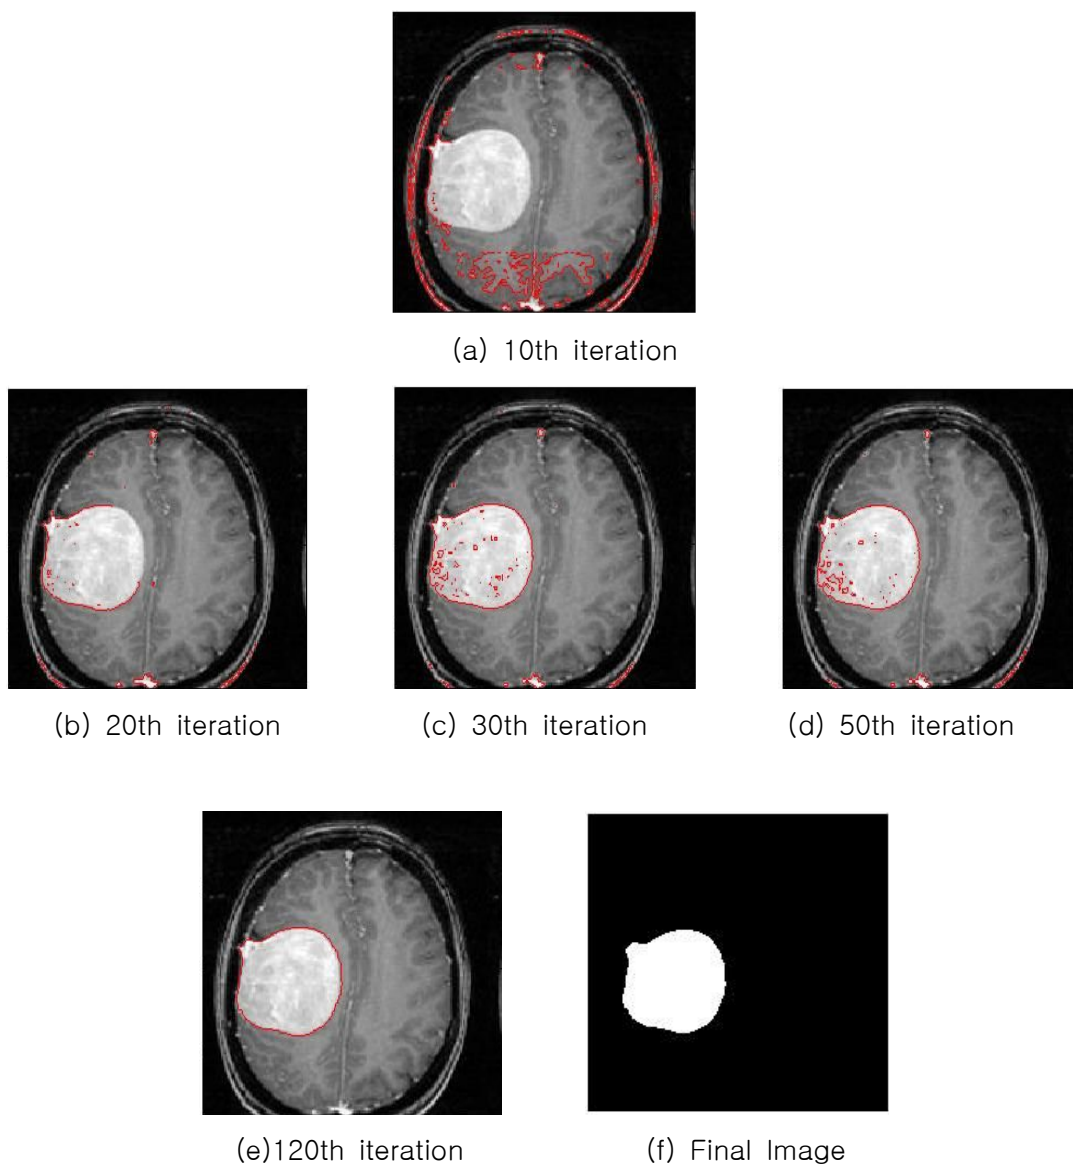 (a) 10th iteration
(b) 20th iteration
(c) 30th iteration
(d) 50th iteration
(e)120th iteration
(f) Final Image